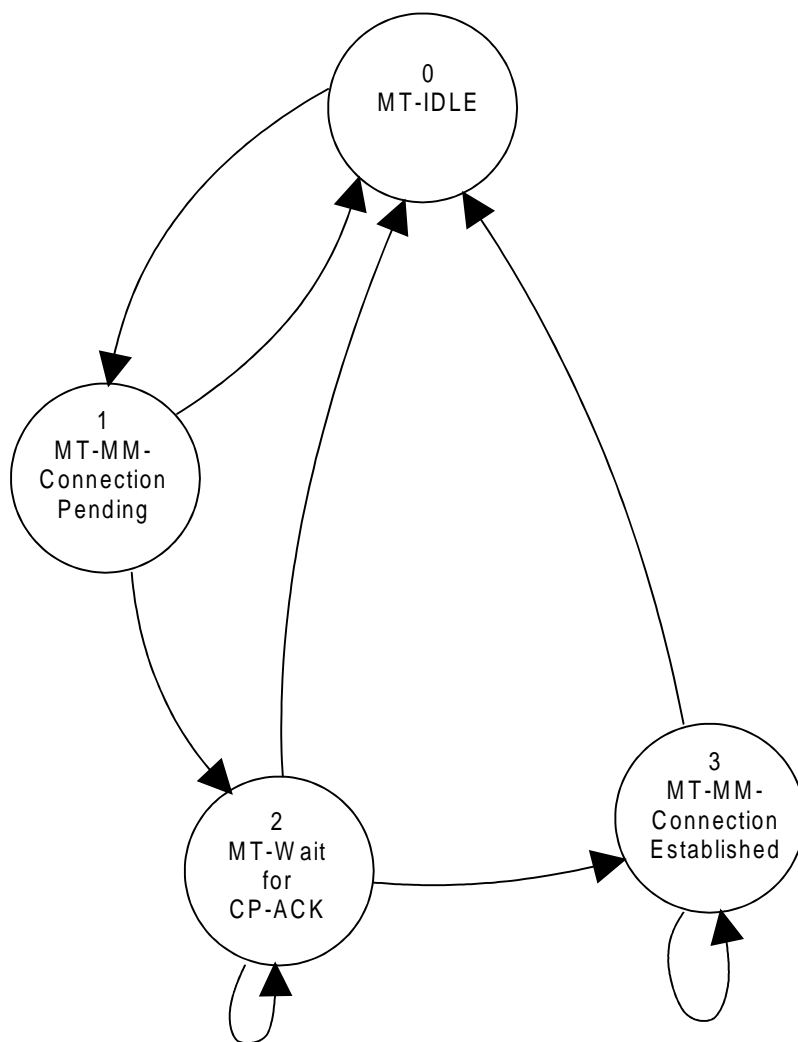 0
MT-IDLE
1
MT-MM-
Connection
Pending
2
MT-Wait
for
CP-ACK
3
MT-MM-
Connection
Established